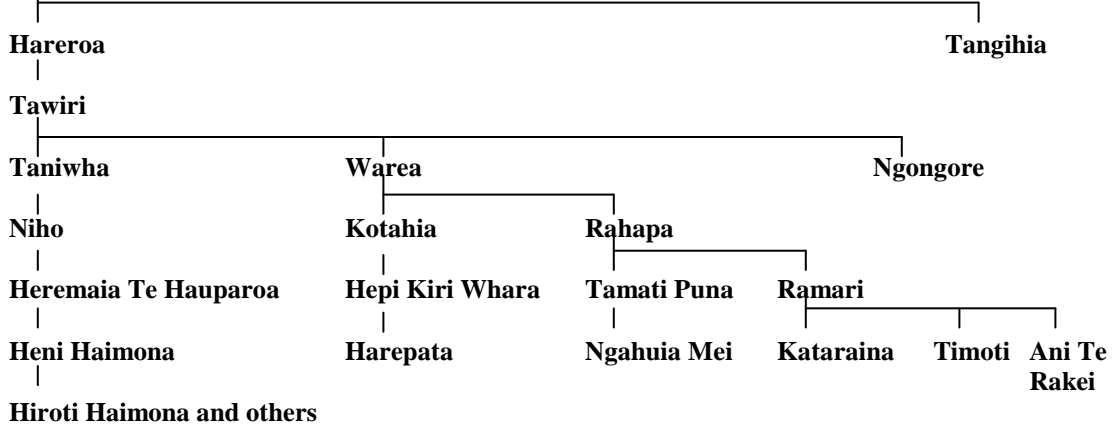 Hareroa Tangihia
Tawiri
Taniwha Warea Ngongore
Niho Kotahia Rahapa
Heremaia Te Hauparoa Hepi Kiri Whara Tamati Puna Ramari
Heni Haimona Harepata Ngahuia Mei Kataraina Timoti Ani Te
Rakei
Hiroti Haimona and others